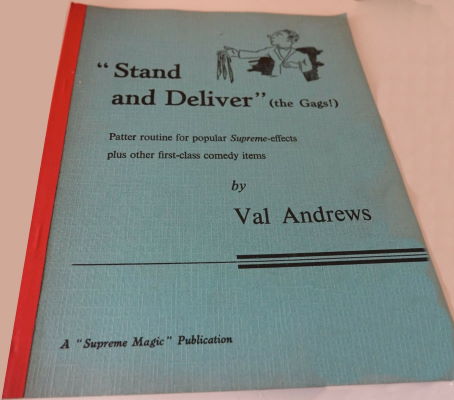 “Stand
and Deliver” (the Gags!)
Patter routine for popular Supreme-effects
plus other first-class comedy items
by
Val Andrews
A “Supreme Magic” Publication